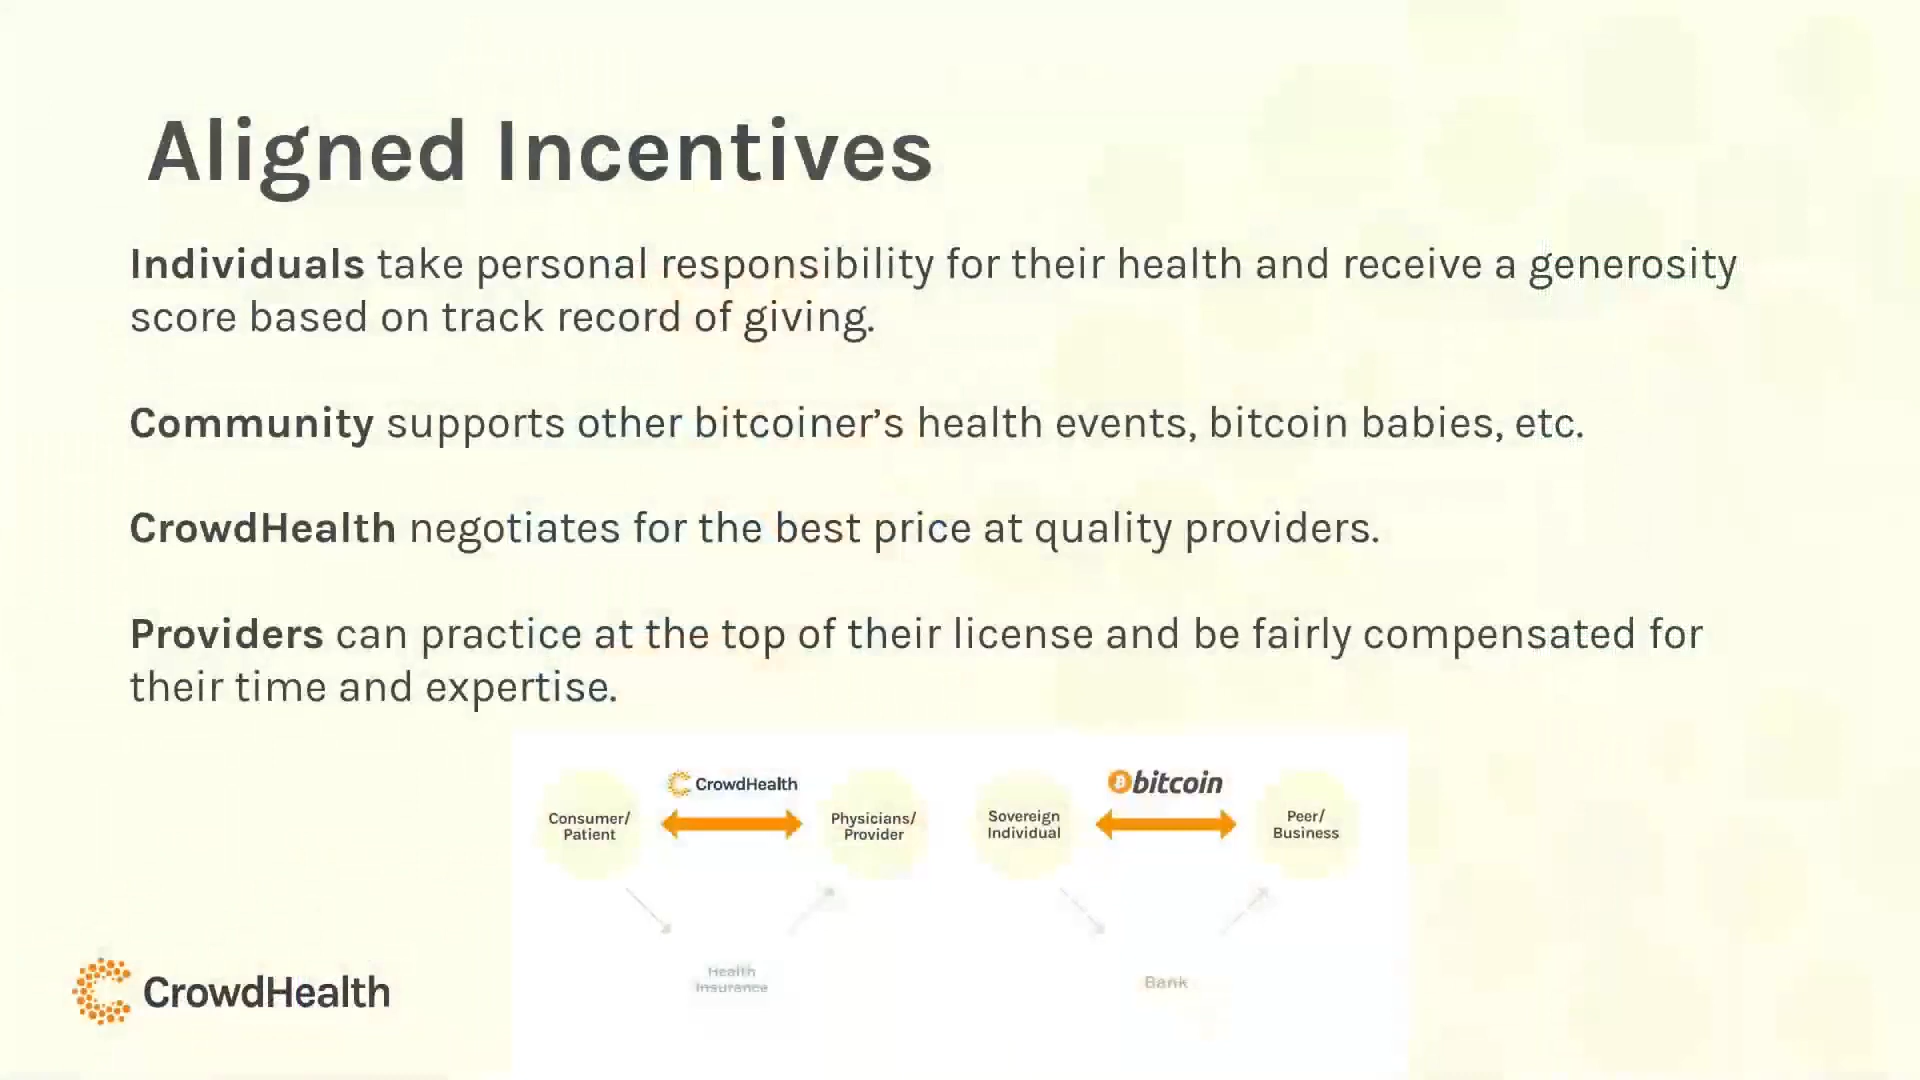 Aligned Incentives
Individuals take personal responsibility for their health and receive a generosity
score based on track record of giving.
Community supports other bitcoiner’s health events, bitcoin babies, etc.
CrowdHealth negotiates for the best price at quality providers.
Providers can practice at the top of their license and be fairly compensated for
their time and expertise.
CrowdHealth
Consumer/
Patient
Physicians/
Provider
Health
Insurance
bitcoin
Sovereign
Individual
Peer/
Business
Bank
CrowdHealth